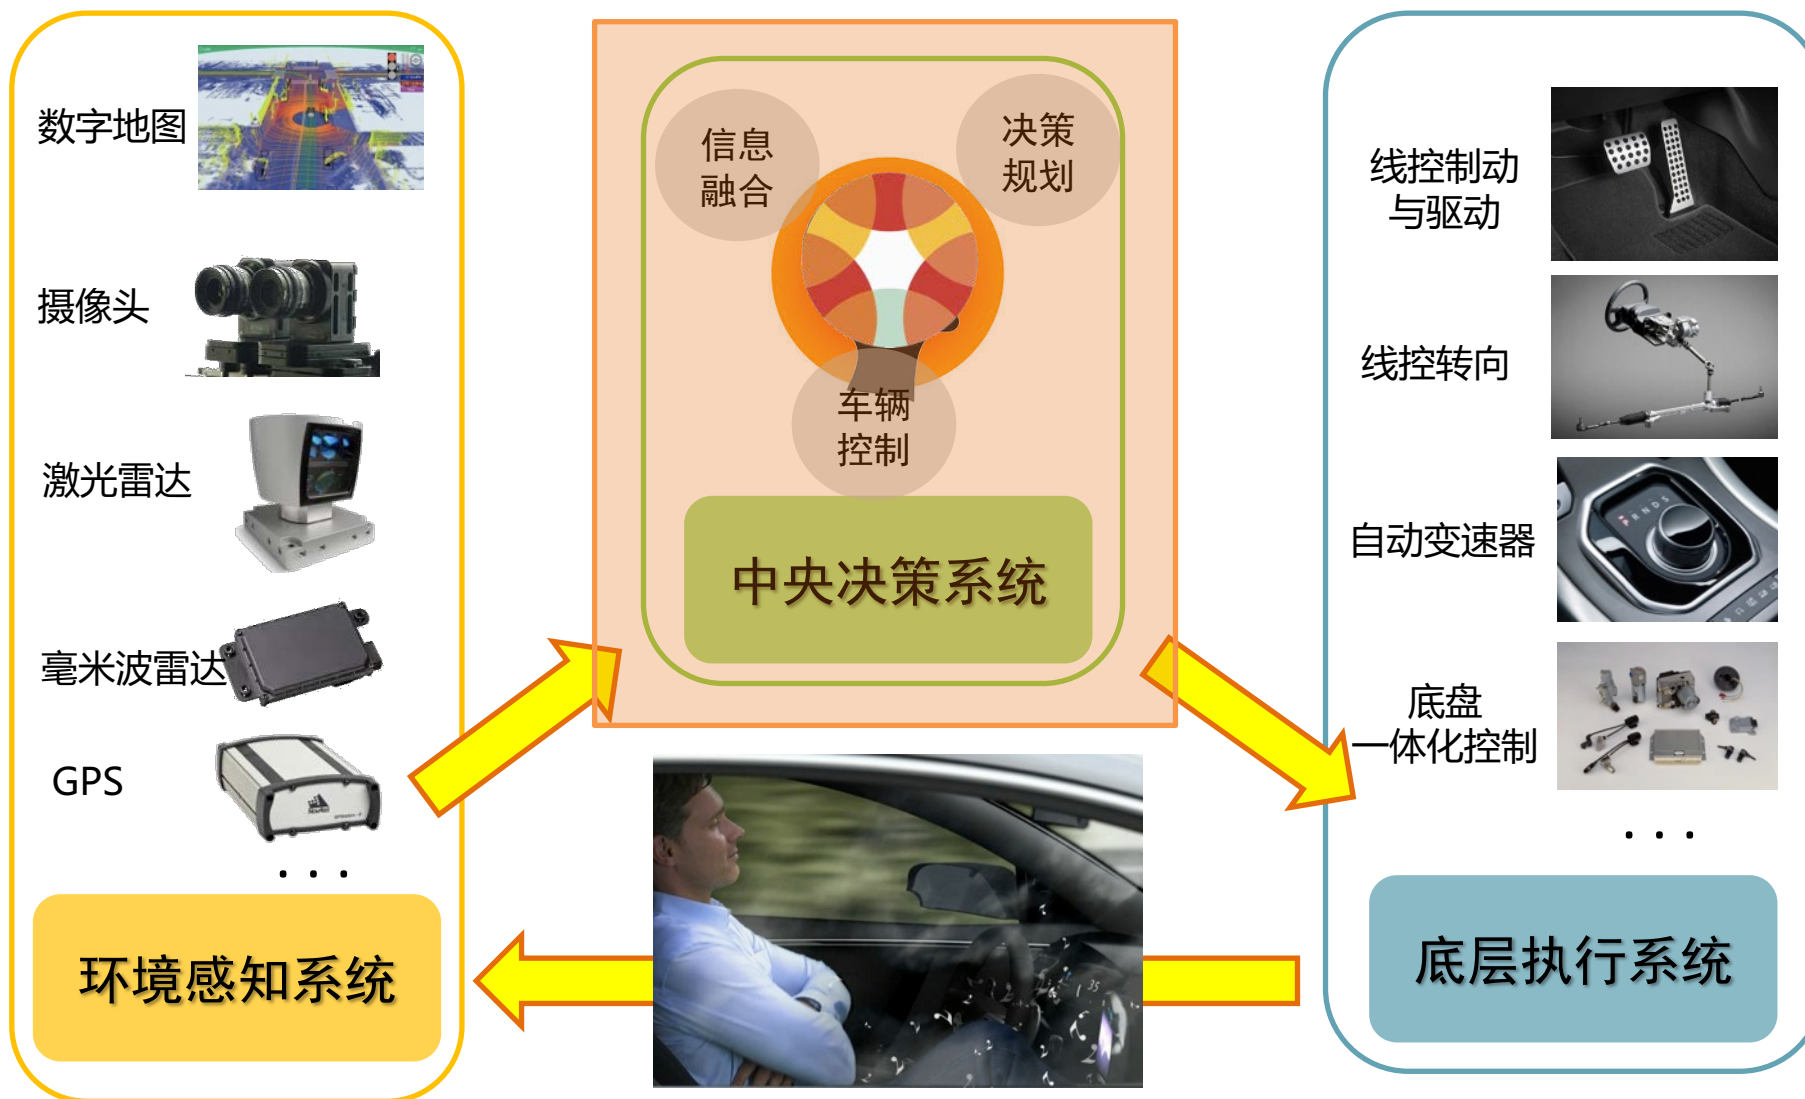 数字地图
摄像头
激光雷达
毫米波雷达
GPS
. . .
环境感知系统
信息
融合
决策
规划
车辆
控制
中央决策系统
35
线控制动
与驱动
线控转向
自动变速器
R N D S
底盘
一体化控制
. . .
底层执行系统